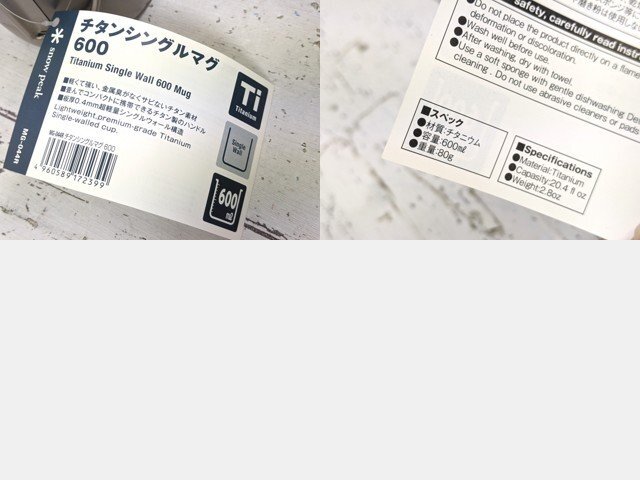 snow peak
MG-044R
チタンシングルマグ
600
Titanium Single Wall 600 Mug
■軽くて強い、金属臭がなくサビないチタン素材
■畳んでコンパクトに携帯できるチタン製のハンドル
■板厚0.4mm超軽量シングルウォール構造
Lightweight,premium-grade Titanium
Single-walled cup.
MG-044R チタンシングルマグ 600
4 960589 172399
Ti
Titanium
Single
Wall
600
mL
safety, carefully read instr
●Do not place the product directly on a flam
deformation or discoloration.
●Wash well before use.
●After washing, dry with towel.
●Use a soft sponge with gentle dishwashing De
cleaning . Do not use abrasive cleaners or pac
■スペック
●材質:チタニウム
●容量:600mℓ
●重量:80g
■Specifications
●Material:Titanium
●Capacity:20.4 fl oz
●Weight:2.8oz